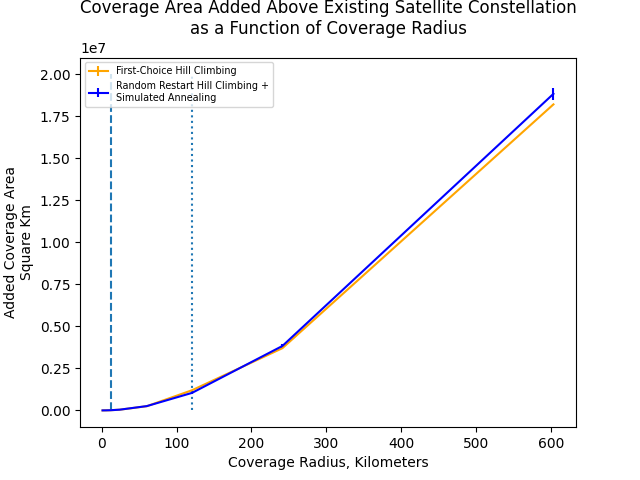 Coverage Area Added Above Existing Satellite Constellation
as a Function of Coverage Radius
1e7
First-Choice Hill Climbing
Random Restart Hill Climbing +
Simulated Annealing
2.00
1.75
1.50
1.25
1.00
0.75
0.50
0.25
0.00
Added Coverage Area
Square Km
0 100 200 300 400 500 600
Coverage Radius, Kilometers